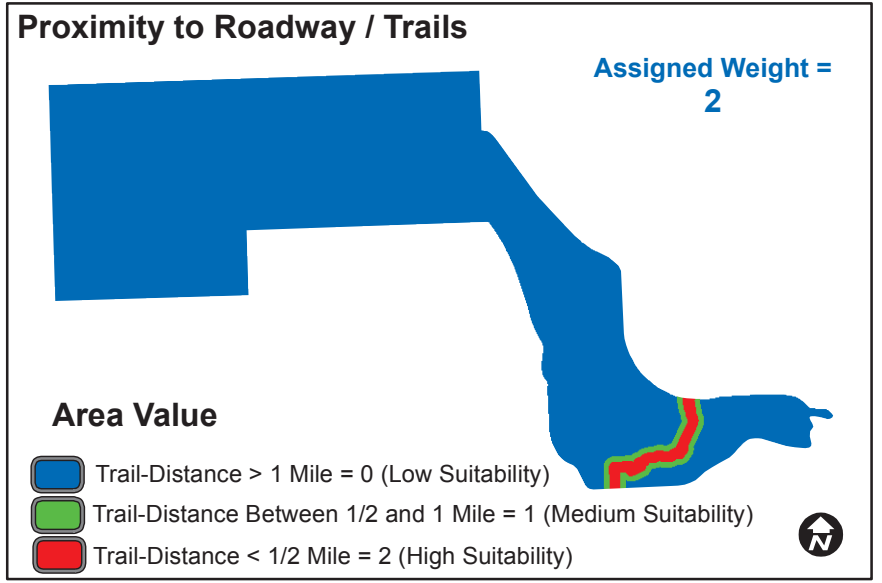 Proximity to Roadway / Trails
Assigned Weight =
2
Area Value
Trail-Distance > 1 Mile = 0 (Low Suitability)
Trail-Distance Between 1/2 and 1 Mile = 1 (Medium Suitability)
Trail-Distance < 1/2 Mile = 2 (High Suitability)
N